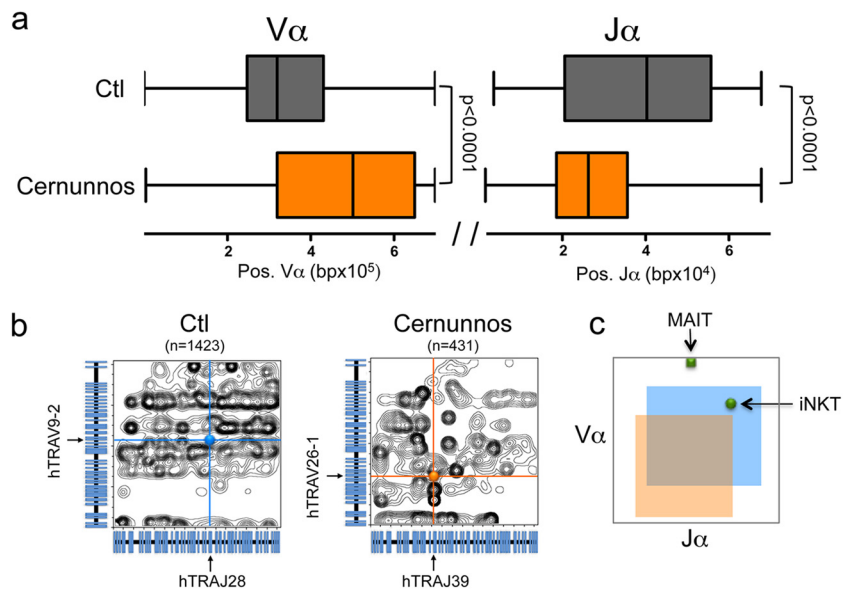 a
Vα
Jα
Ctl
p<0.0001
p<0.0001
Cernunnos
2 4 6
//
2 4 6
Pos. Vα (bpx10⁵)
Pos. Jα (bpx10⁴)
b
Ctl
(n=1423)
hTRAV9-2
hTRAJ28
Cernunnos
(n=431)
hTRAV26-1
hTRAJ39
c
MAIT
iNKT
Vα
Jα